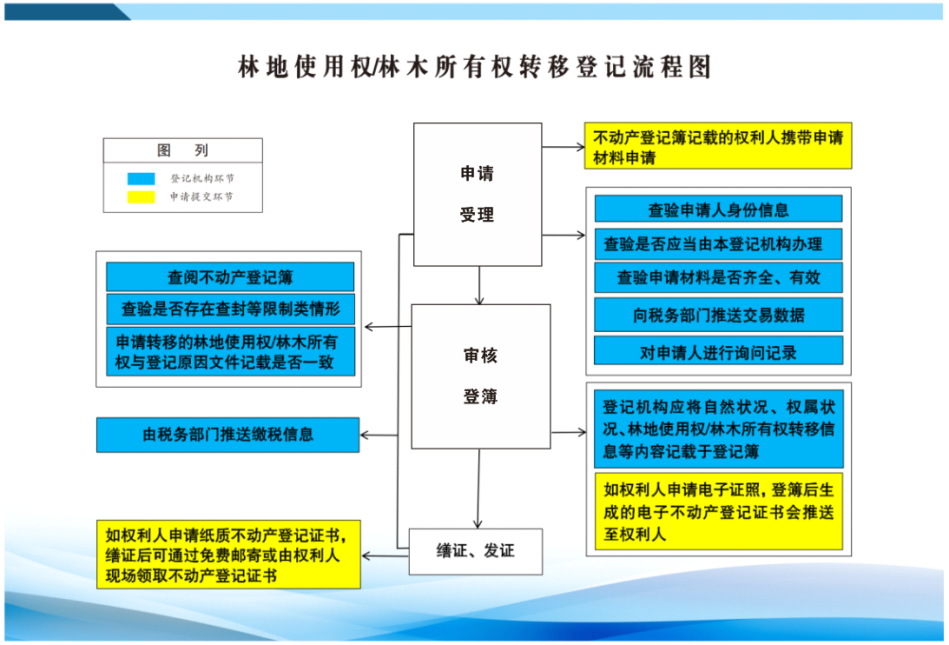 林地使用权/林木所有权转移登记流程图
图 列
登记机构环节
申请提交环节
申请
受理
不动产登记簿记载的权利人携带申请
材料申请
查验申请人身份信息
查验是否应当由本登记机构办理
查验申请材料是否齐全、有效
向税务部门推送交易数据
对申请人进行询问记录
查阅不动产登记簿
查验是否存在查封等限制类情形
申请转移的林地使用权/林木所有
权与登记原因文件记载是否一致
审核
登簿
登记机构应将自然状况、权属状
况、林地使用权/林木所有权转移信
息等内容记载于登记簿
由税务部门推送缴税信息
如权利人申请电子证照，登簿后生
成的电子不动产登记证书会推送
至权利人
如权利人申请纸质不动产登记证书，
缮证后可通过免费邮寄或由权利人
现场领取不动产登记证书
缮证、发证